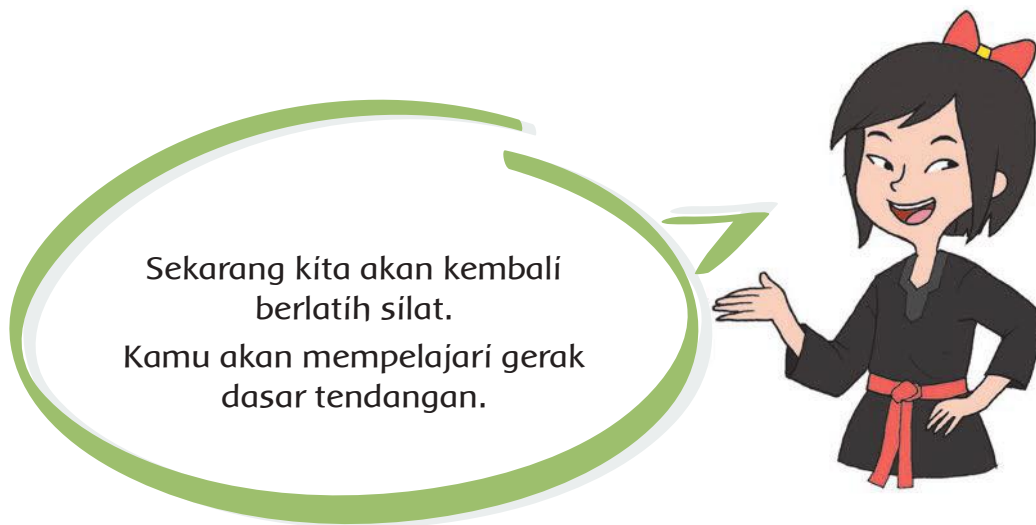 Sekarang kita akan kembali
berlatih silat.
Kamu akan mempelajari gerak
dasar tendangan.